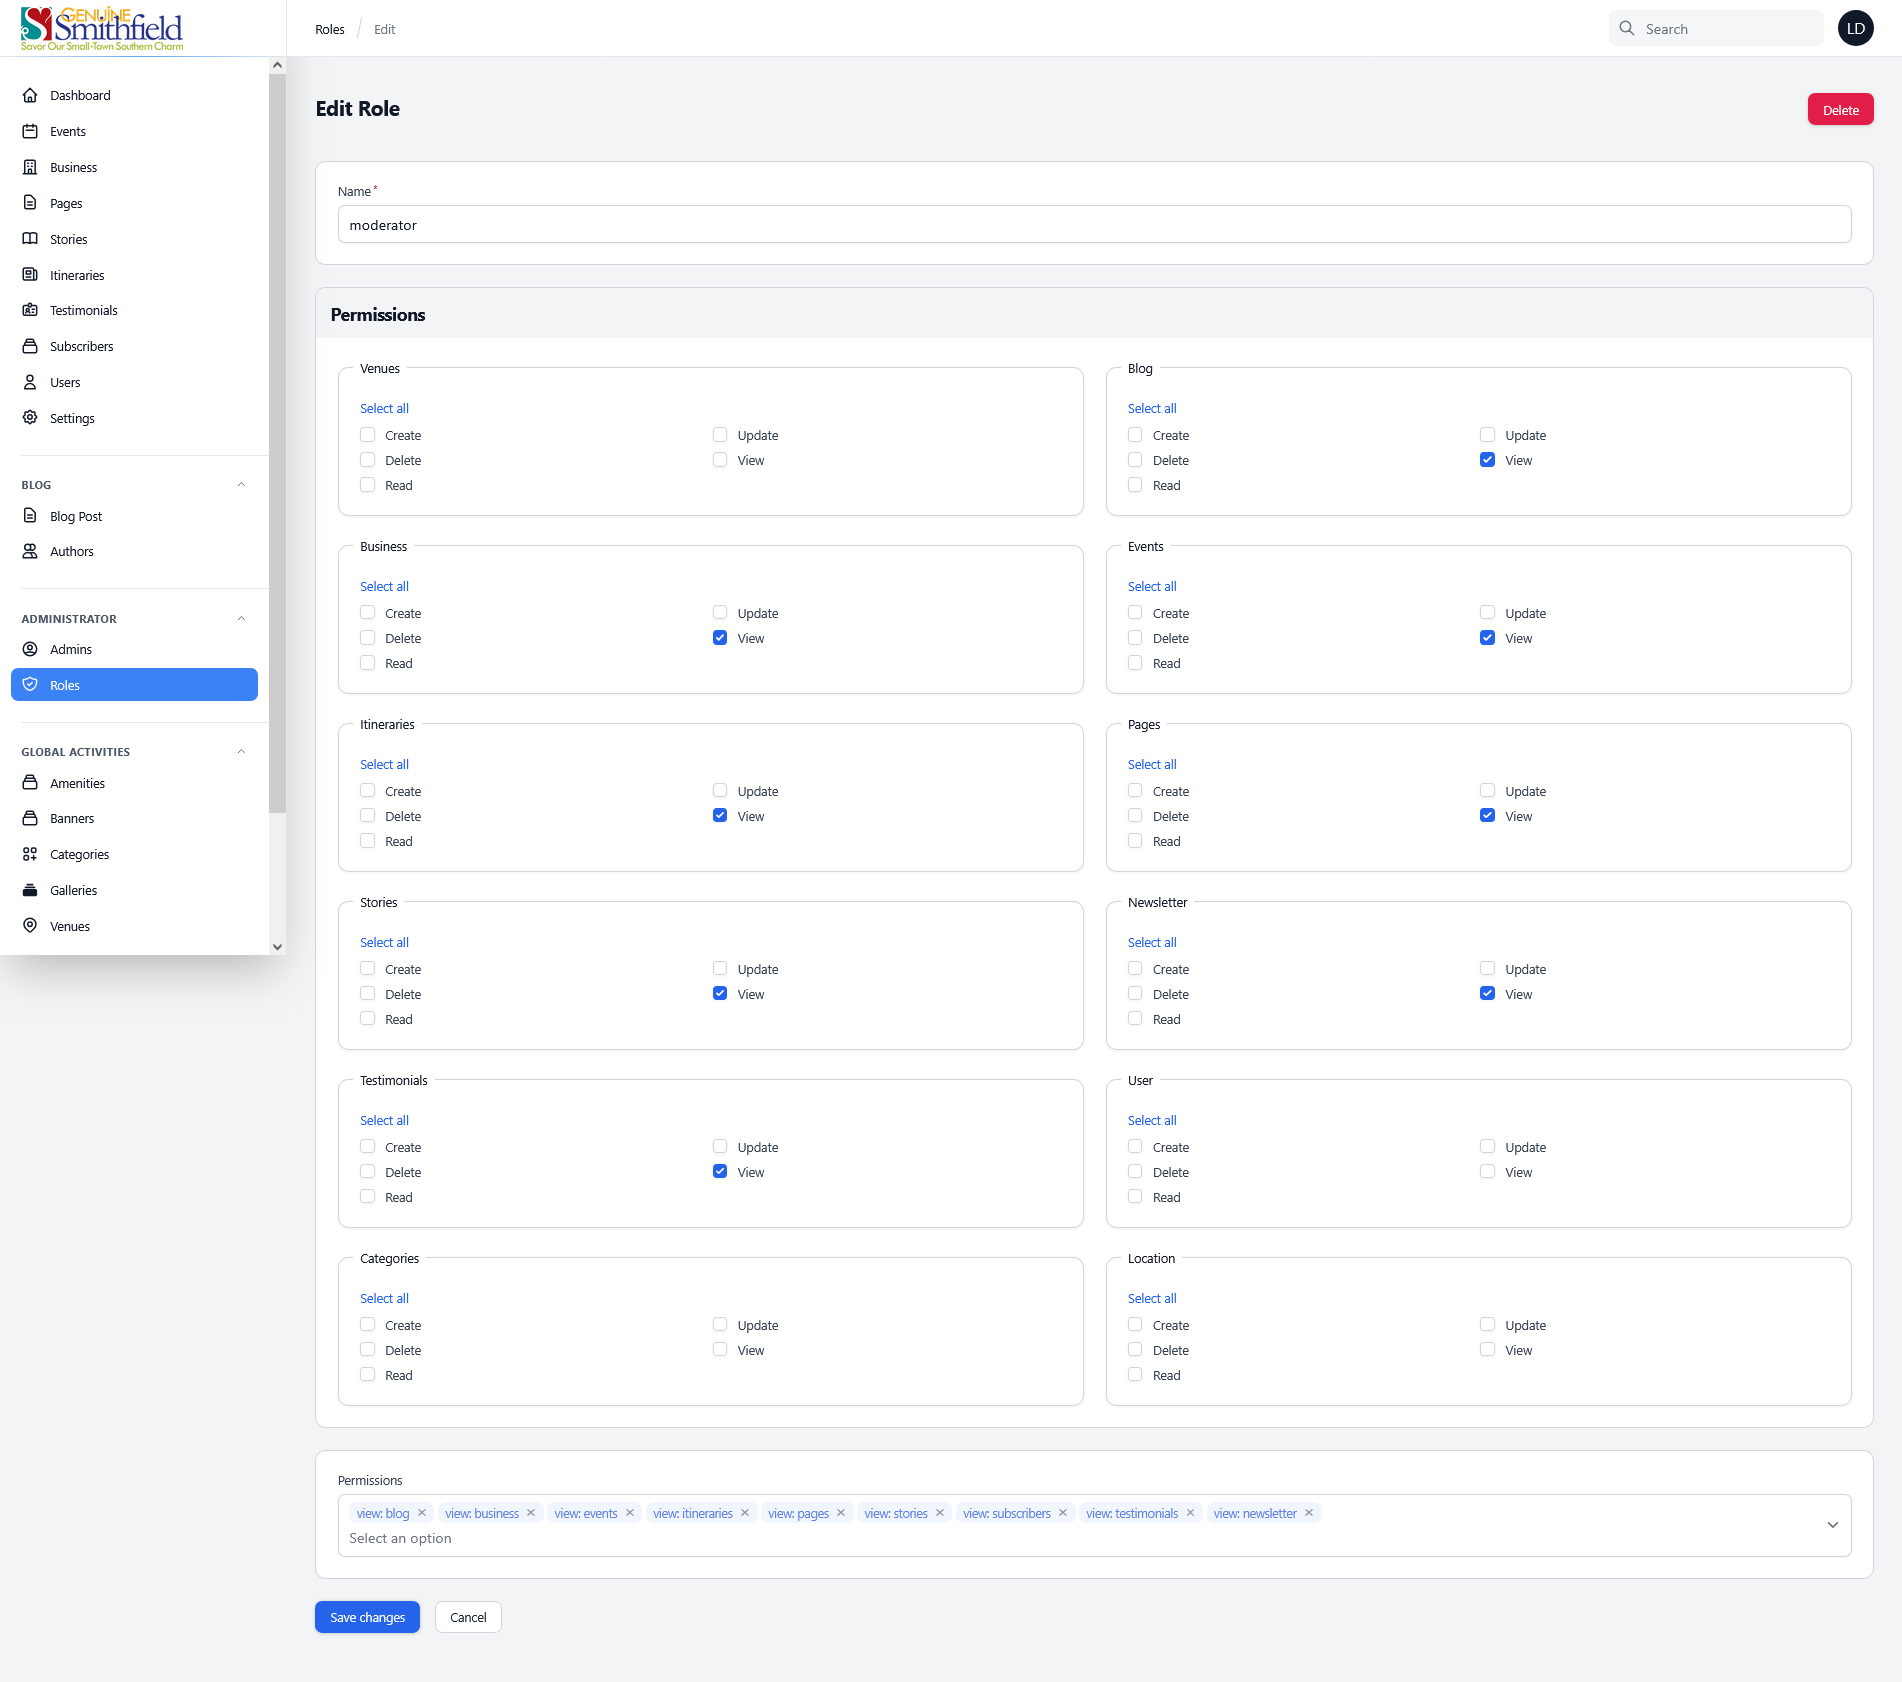 GENUINE
Smithfield
Savor Our Small-Town Southern Charm
Roles / Edit
Search
LD
Dashboard
Events
Business
Pages
Stories
Itineraries
Testimonials
Subscribers
Users
Settings
BLOG
Blog Post
Authors
ADMINISTRATOR
Admins
Roles
GLOBAL ACTIVITIES
Amenities
Banners
Categories
Galleries
Venues
Edit Role
Delete
Name*
moderator
Permissions
Venues
Select all
Create
Update
Delete
View
Read
Blog
Select all
Create
Update
Delete
View
Read
Business
Select all
Create
Update
Delete
View
Read
Events
Select all
Create
Update
Delete
View
Read
Itineraries
Select all
Create
Update
Delete
View
Read
Pages
Select all
Create
Update
Delete
View
Read
Stories
Select all
Create
Update
Delete
View
Read
Newsletter
Select all
Create
Update
Delete
View
Read
Testimonials
Select all
Create
Update
Delete
View
Read
User
Select all
Create
Update
Delete
View
Read
Categories
Select all
Create
Update
Delete
View
Read
Location
Select all
Create
Update
Delete
View
Read
Permissions
view: blog view: business view: events view: itineraries view: pages view: stories view: subscribers view: testimonials view: newsletter
Select an option
Save changes
Cancel